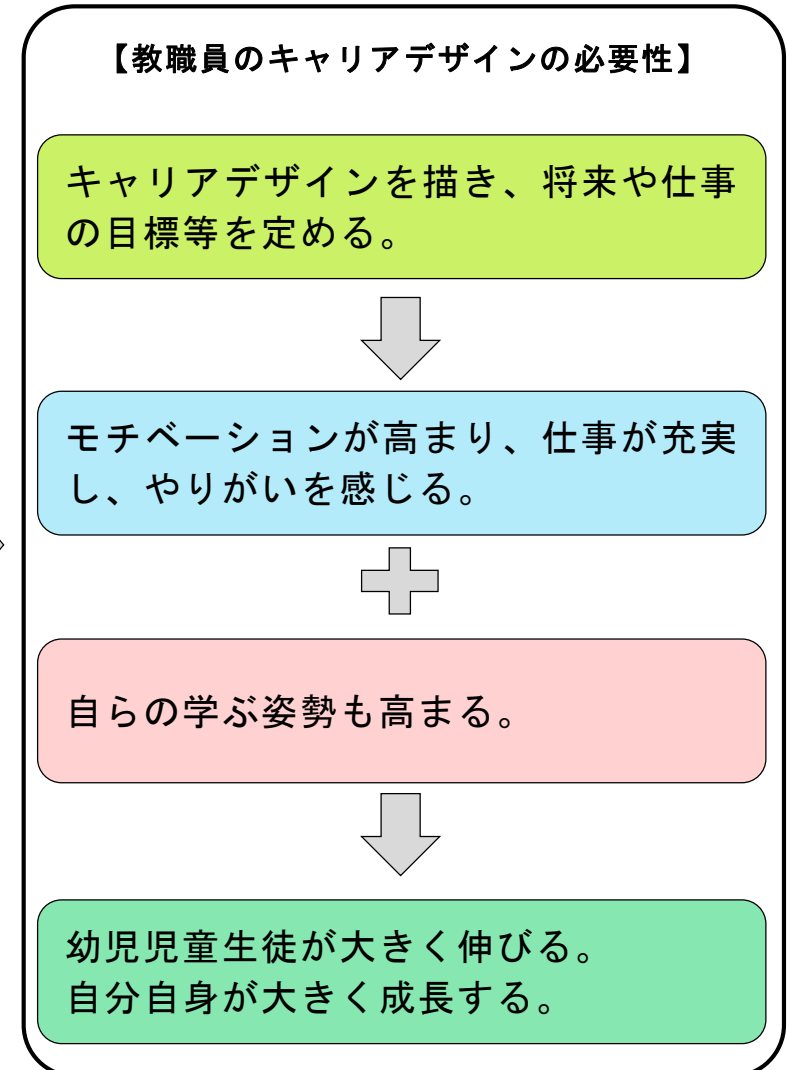 【教職員のキャリアデザインの必要性】
キャリアデザインを描き、将来や仕事
の目標等を定める。
モチベーションが高まり、仕事が充実
し、やりがいを感じる。
自らの学ぶ姿勢も高まる。
幼児児童生徒が大きく伸びる。
自分自身が大きく成長する。